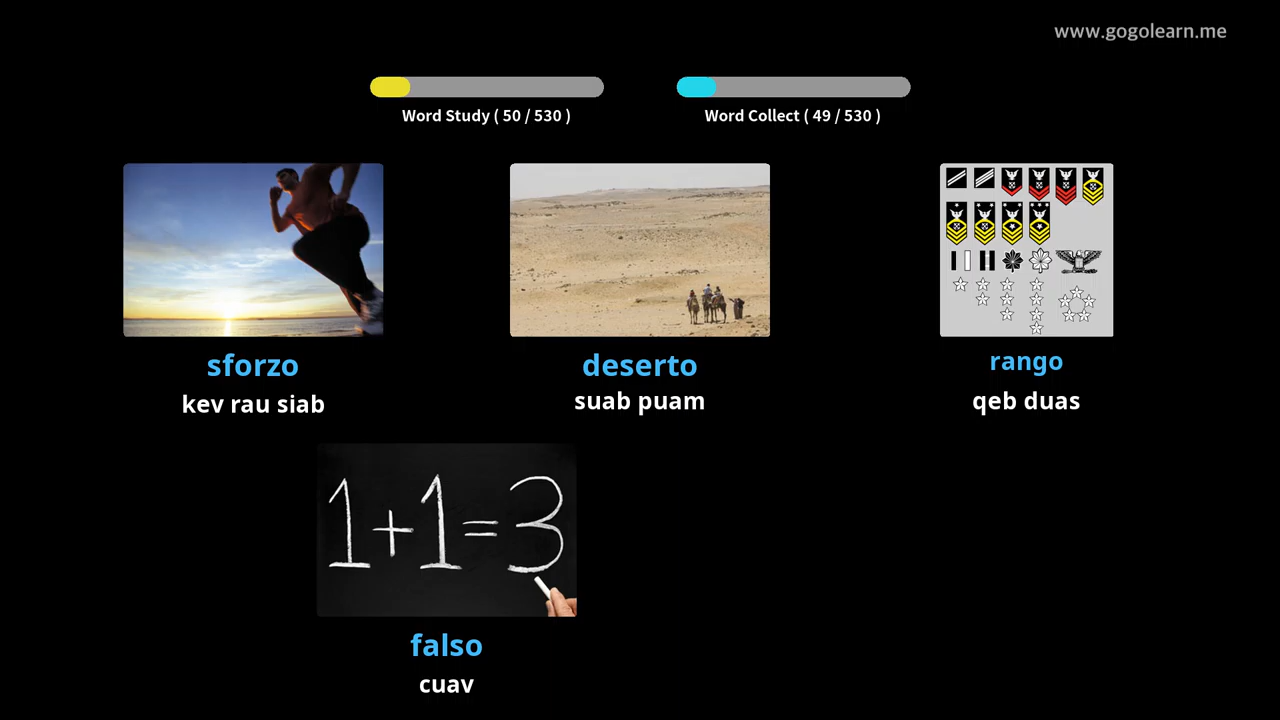 www.gogolearn.me
Word Study ( 50 / 530 )
Word Collect ( 49 / 530 )
sforzo
kev rau siab
deserto
suab puam
rango
qeb duas
1+1=3
falso
cuav